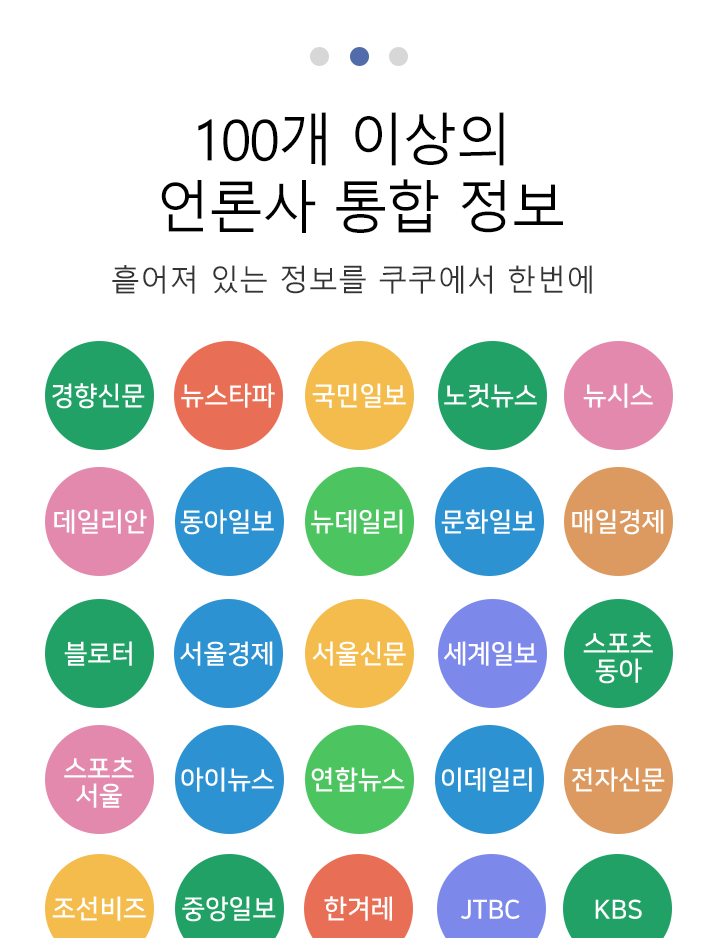 100개 이상의
언론사 통합 정보
흩어져 있는 정보를 쿠쿠에서 한번에
경향신문 뉴스타파 국민일보 노컷뉴스 뉴시스
데일리안 동아일보 뉴데일리 문화일보 매일경제
블로터 서울경제 서울신문 세계일보 스포츠
동아
스포츠
서울 아이뉴스 연합뉴스 이데일리 전자신문
조선비즈 중앙일보 한겨레 JTBC KBS